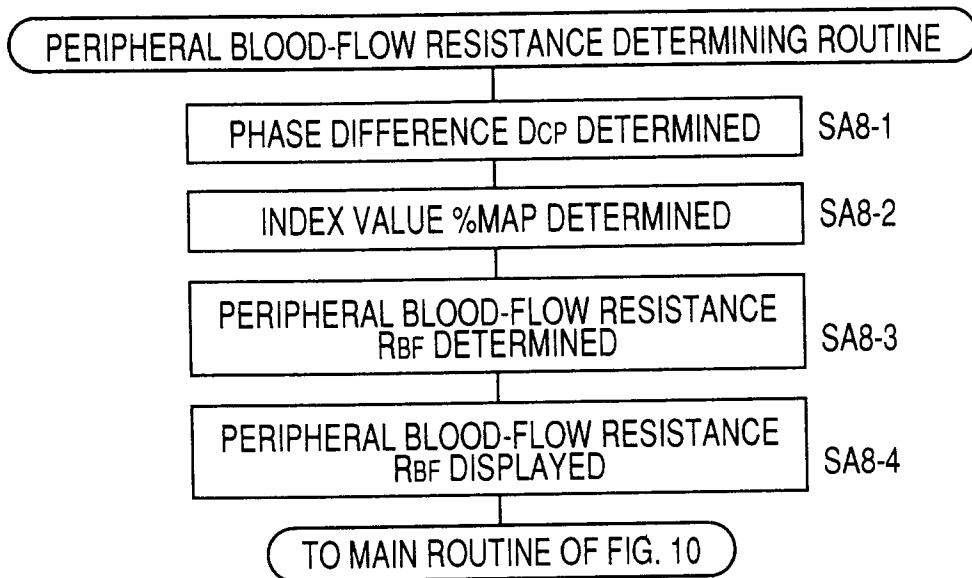 PERIPHERAL BLOOD-FLOW RESISTANCE DETERMINING ROUTINE
PHASE DIFFERENCE DCP DETERMINED
SA8-1
INDEX VALUE %MAP DETERMINED
SA8-2
PERIPHERAL BLOOD-FLOW RESISTANCE
RBF DETERMINED
SA8-3
PERIPHERAL BLOOD-FLOW RESISTANCE
RBF DISPLAYED
SA8-4
TO MAIN ROUTINE OF FIG. 10